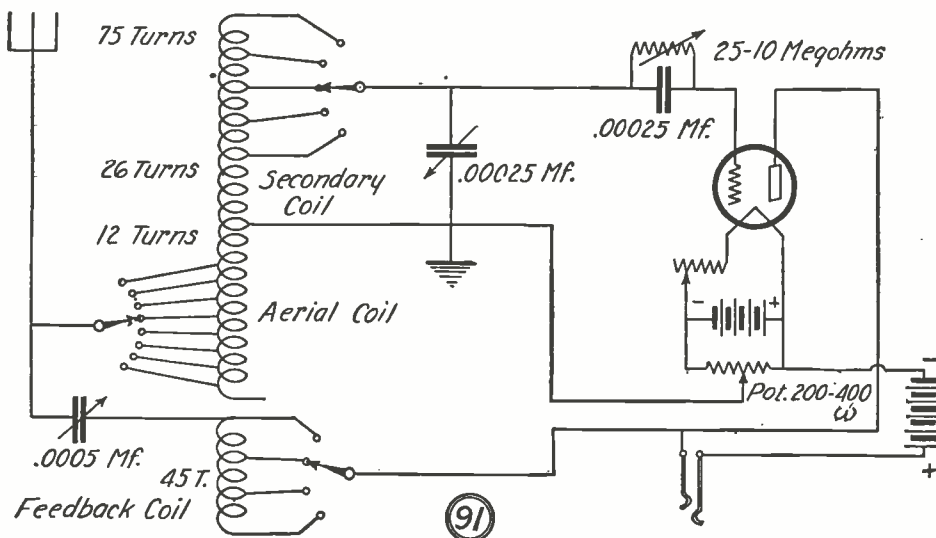 75 Turns
25-10 Megohms
.00025 Mf.
26 Turns
Secondary
Coil
.00025 Mf.
12 Turns
Aerial Coil
- +
-
Pot. 200-400
ω
.0005 Mf.
45 T.
Feedback Coil
+
91